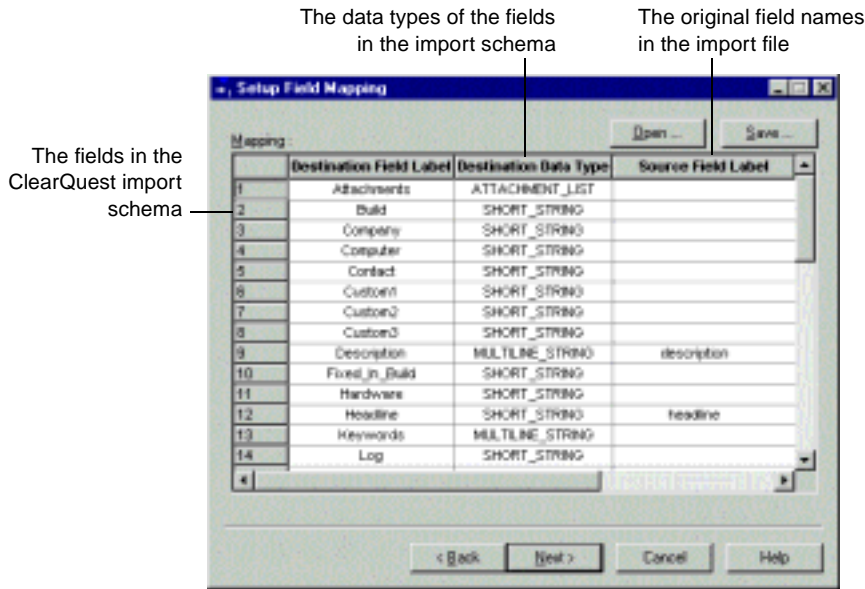 The data types of the fields
in the import schema
The original field names
in the import file
The fields in the
ClearQuest import
schema
Setup Field Mapping
Open ...
Save ...
Mapping :
Destination Field Label Destination Data Type Source Field Label
1 Attachments ATTACHMENT_LIST
2 Build SHORT_STRING
3 Company SHORT_STRING
4 Computer SHORT_STRING
5 Contact SHORT_STRING
6 Custom1 SHORT_STRING
7 Custom2 SHORT_STRING
8 Custom3 SHORT_STRING
9 Description MULTILINE_STRING description
10 Fixed_In_Build SHORT_STRING
11 Hardware SHORT_STRING
12 Headline SHORT_STRING headline
13 Keywords MULTILINE_STRING
14 Log SHORT_STRING
< Back
Next >
Cancel
Help